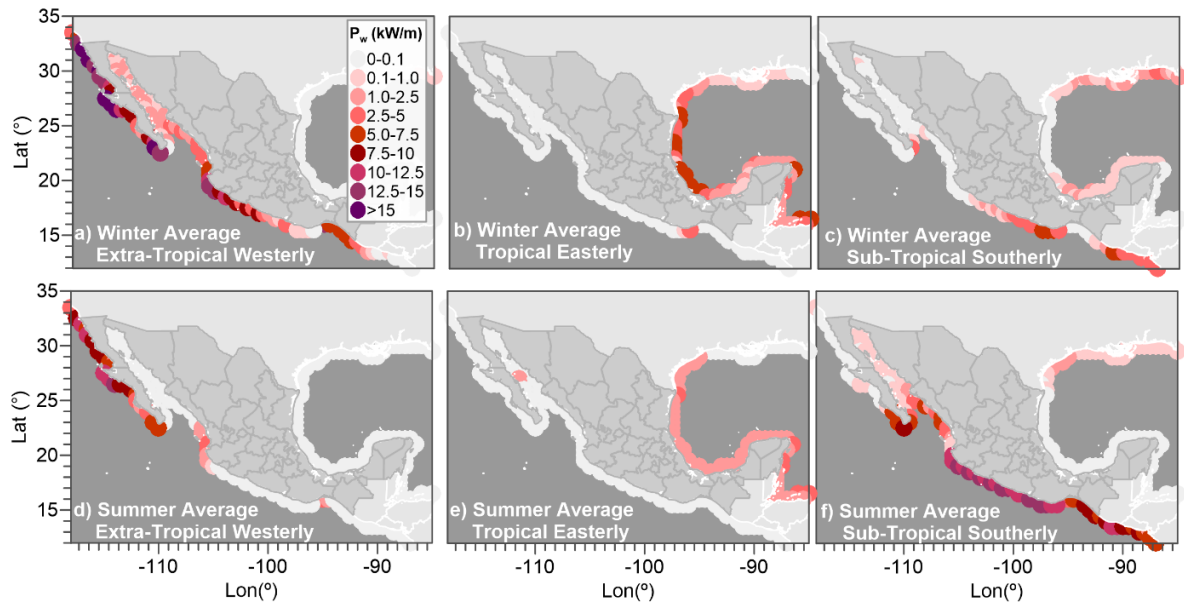 35
30
25
20
15
Lat (°)
P_w (kW/m)
0-0.1
0.1-1.0
1.0-2.5
2.5-5
5.0-7.5
7.5-10
10-12.5
12.5-15
>15
a) Winter Average
Extra-Tropical Westerly
b) Winter Average
Tropical Easterly
c) Winter Average
Sub-Tropical Southerly
35
30
25
20
15
Lat (°)
d) Summer Average
Extra-Tropical Westerly
e) Summer Average
Tropical Easterly
f) Summer Average
Sub-Tropical Southerly
-110 -100 -90
-110 -100 -90
-110 -100 -90
Lon(º)
Lon(º)
Lon(º)